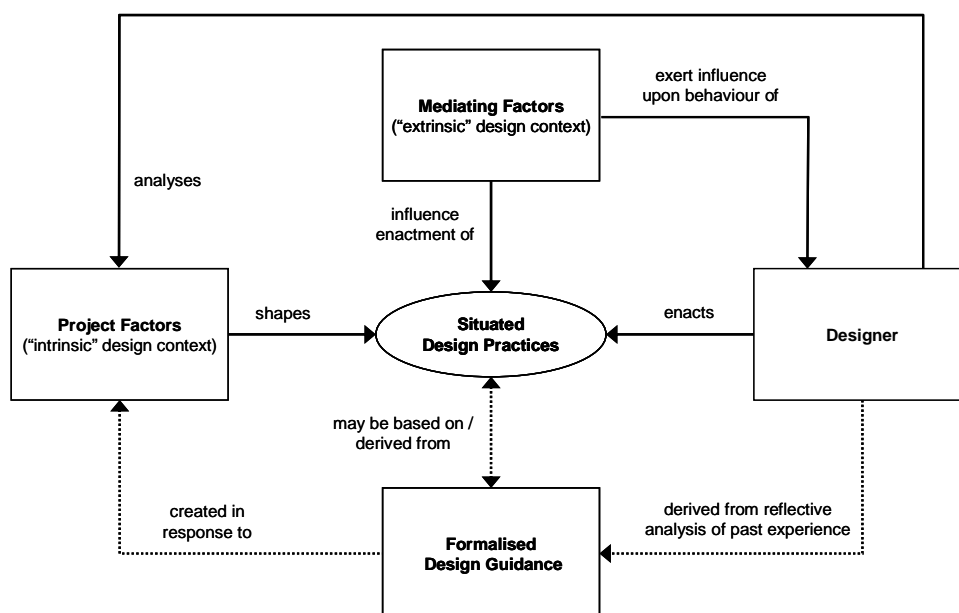 exert influence
upon behaviour of
Mediating Factors
(“extrinsic” design context)
analyses
influence
enactment of
shapes
enacts
Project Factors
(“intrinsic” design context)
Situated
Design Practices
Designer
may be based on /
derived from
created in
response to
derived from reflective
analysis of past experience
Formalised
Design Guidance